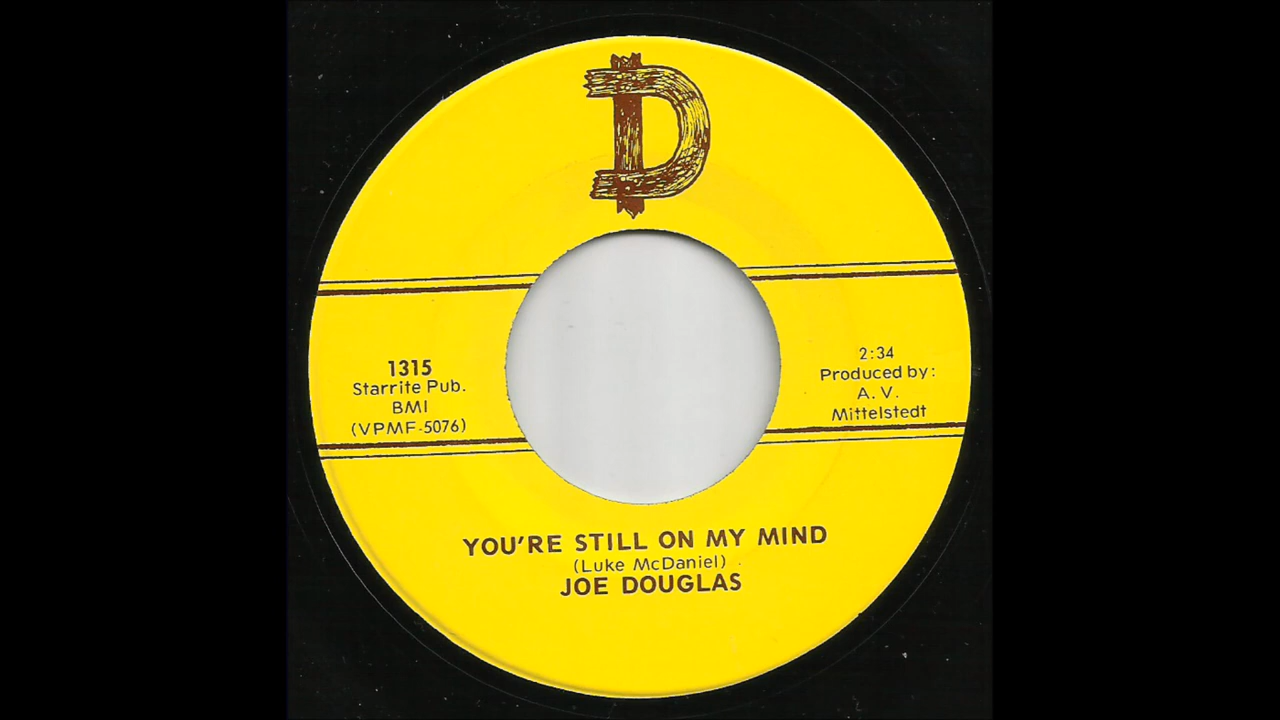 D
1315
Starrite Pub.
BMI
(VPMF-5076)
2:34
Produced by:
A. V.
Mittelstedt
YOU'RE STILL ON MY MIND
(Luke McDaniel)
JOE DOUGLAS